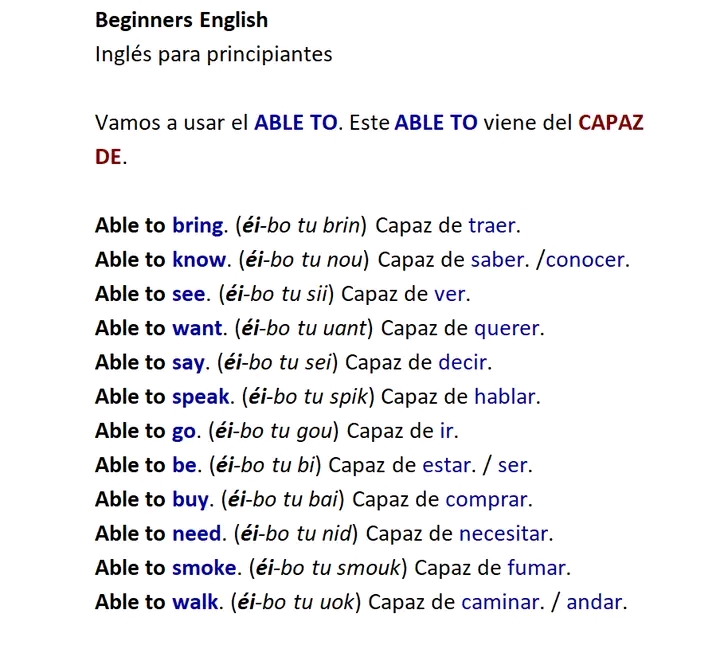 Beginners English
Inglés para principiantes
Vamos a usar el ABLE TO. Este ABLE TO viene del CAPAZ
DE.
Able to bring. (éi-bo tu brin) Capaz de traer.
Able to know. (éi-bo tu nou) Capaz de saber. /conocer.
Able to see. (éi-bo tu sii) Capaz de ver.
Able to want. (éi-bo tu uant) Capaz de querer.
Able to say. (éi-bo tu sei) Capaz de decir.
Able to speak. (éi-bo tu spik) Capaz de hablar.
Able to go. (éi-bo tu gou) Capaz de ir.
Able to be. (éi-bo tu bi) Capaz de estar. / ser.
Able to buy. (éi-bo tu bai) Capaz de comprar.
Able to need. (éi-bo tu nid) Capaz de necesitar.
Able to smoke. (éi-bo tu smouk) Capaz de fumar.
Able to walk. (éi-bo tu uok) Capaz de caminar. / andar.